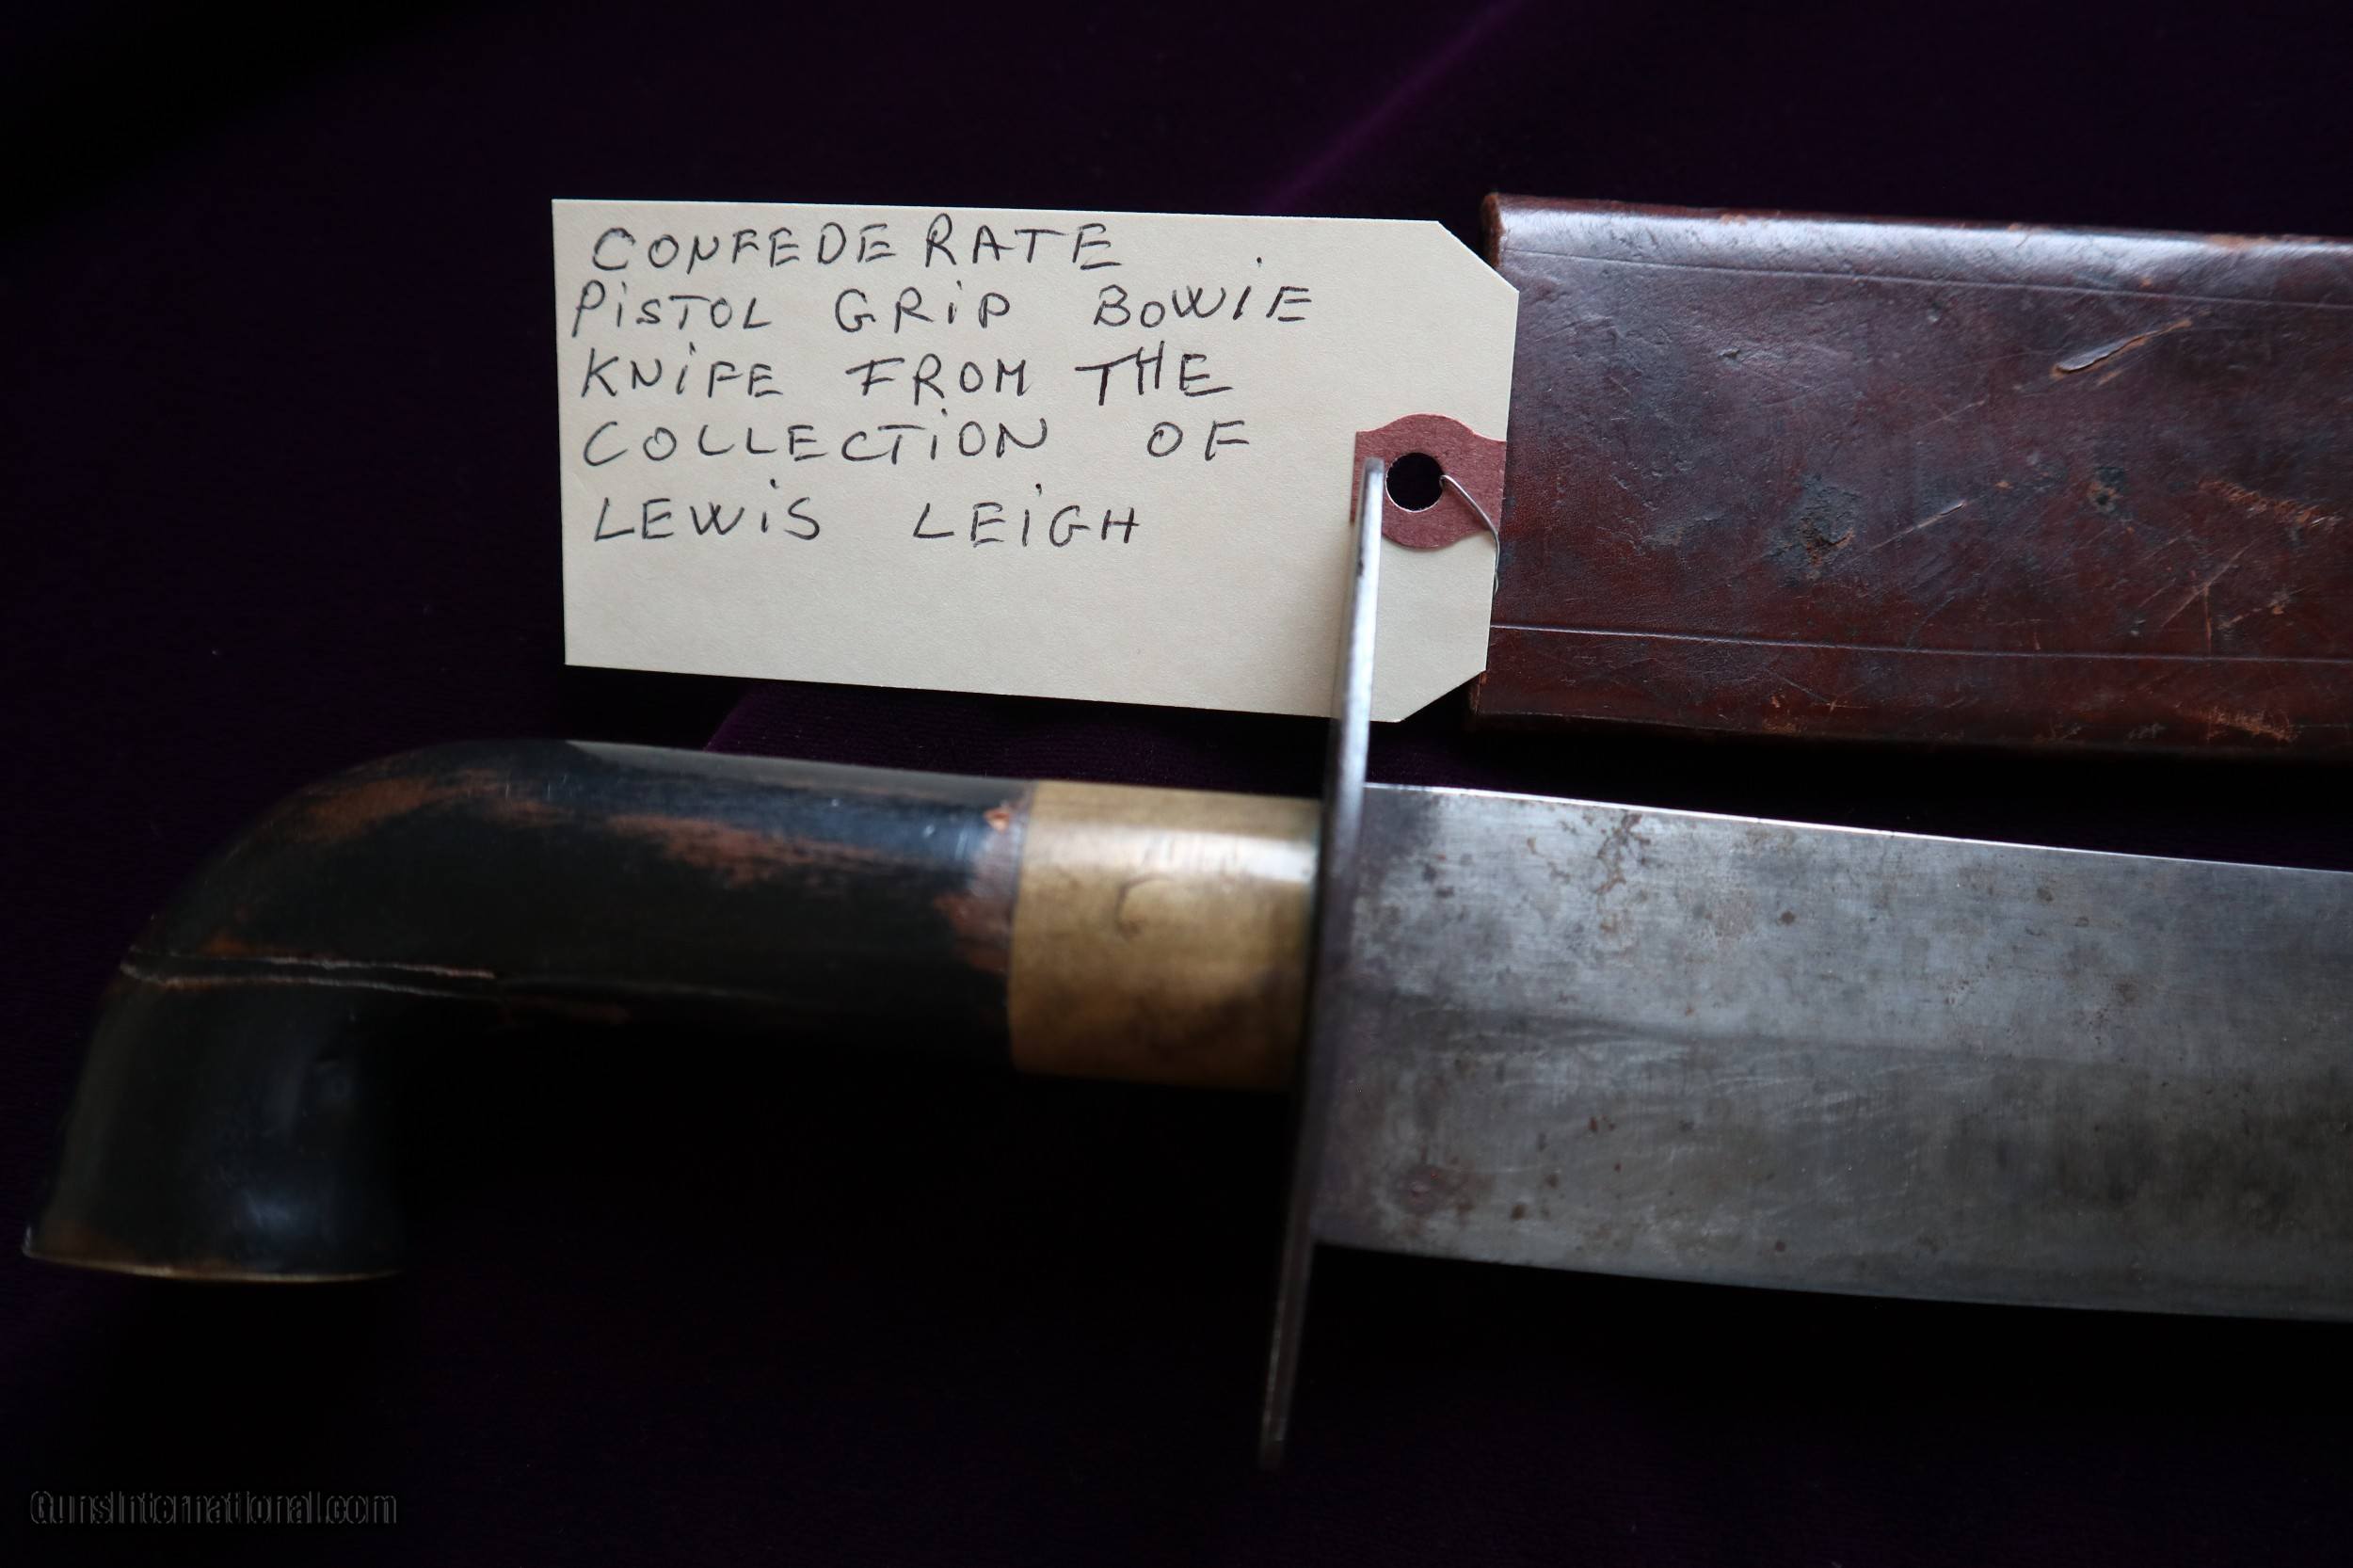 CONFEDERATE
PiSTOL GRiP BOWiE
KNiFE FROM THE
COLLECTiON OF
LEWiS LEiGH
GunsInternational.com